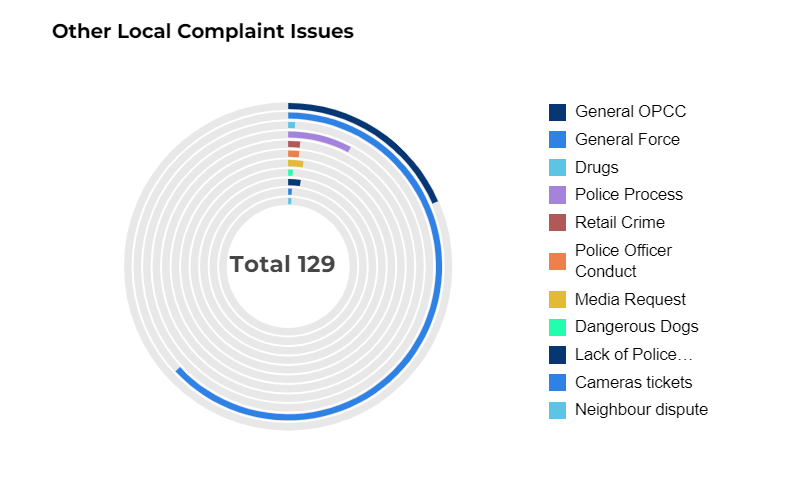 Other Local Complaint Issues
General OPCC
General Force
Drugs
Police Process
Retail Crime
Police Officer
Conduct
Media Request
Dangerous Dogs
Lack of Police…
Cameras tickets
Neighbour dispute
Total 129